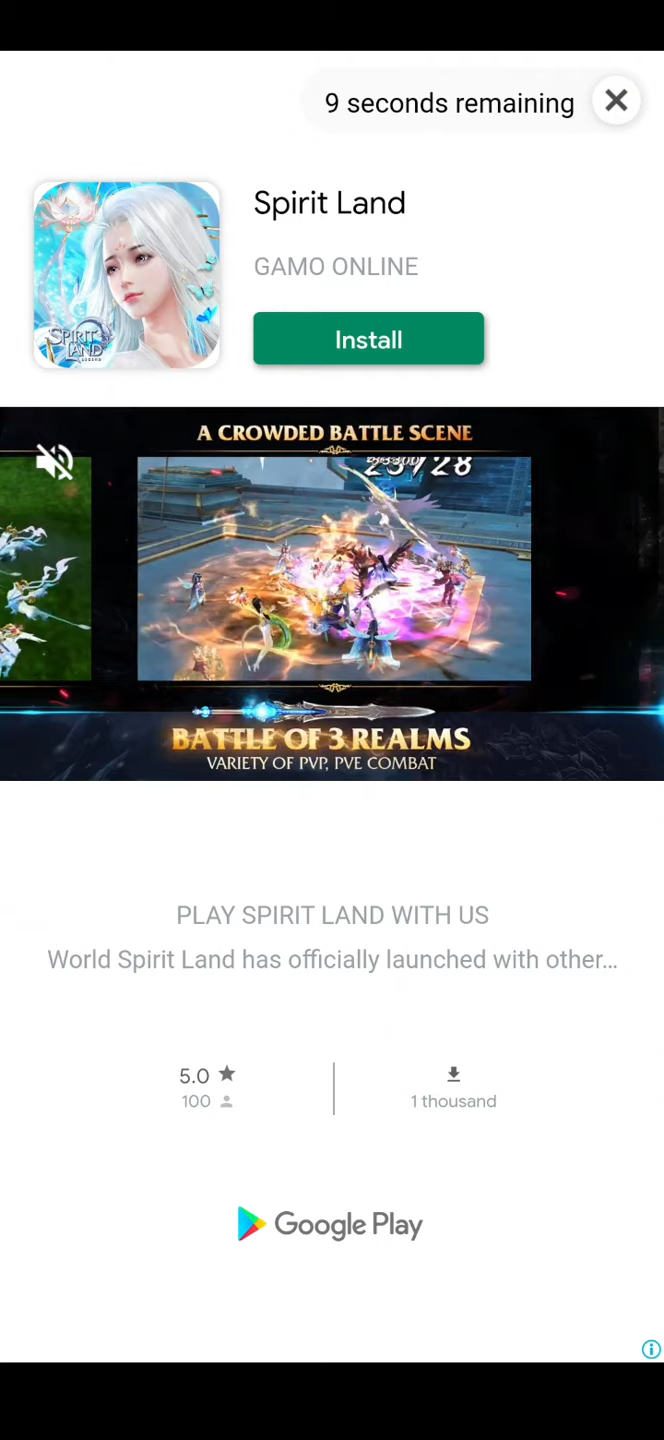 9 seconds remaining
Spirit Land
GAMO ONLINE
SPIRIT
LAND
Install
A CROWDED BATTLE SCENE
BATTLE OF 3 REALMS
VARIETY OF PVP, PVE COMBAT
PLAY SPIRIT LAND WITH US
World Spirit Land has officially launched with other...
5.0
100
1 thousand
Google Play